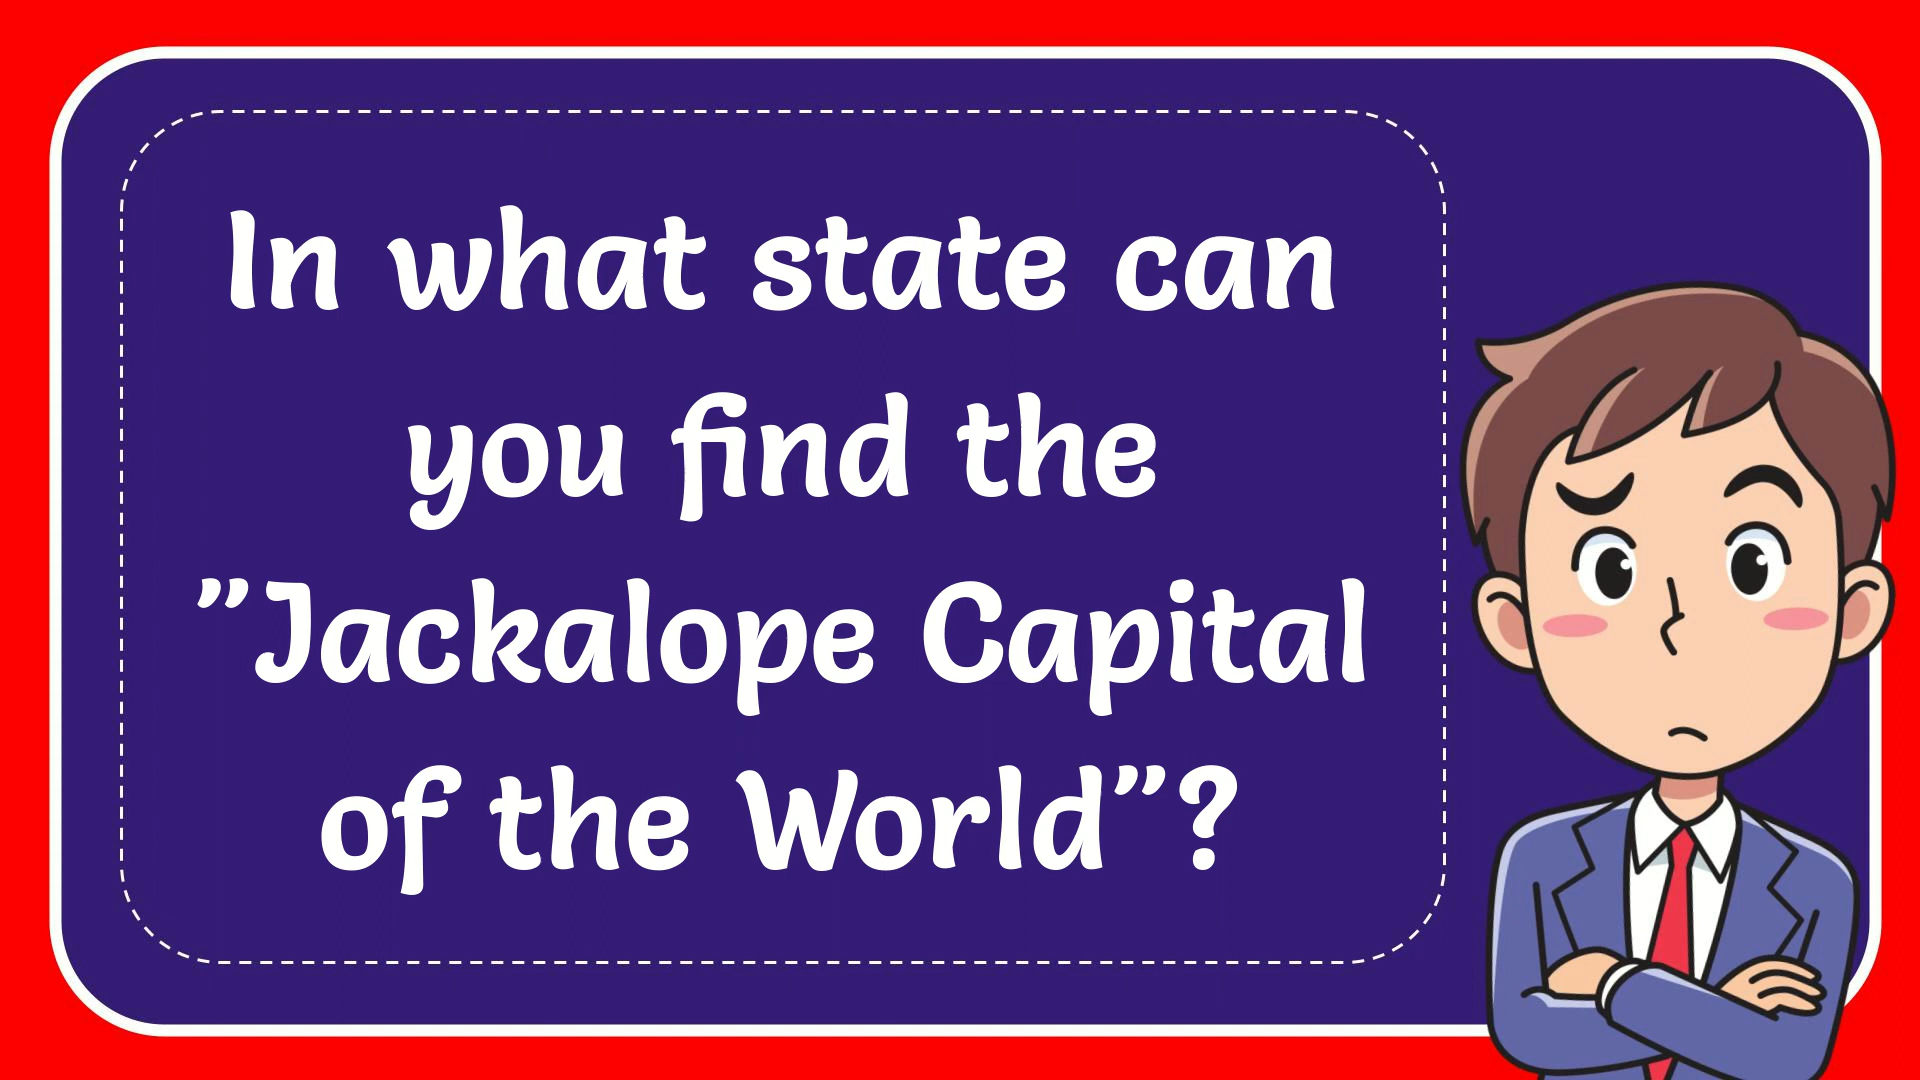 In what state can
you find the
”Jackalope Capital
of the World”?